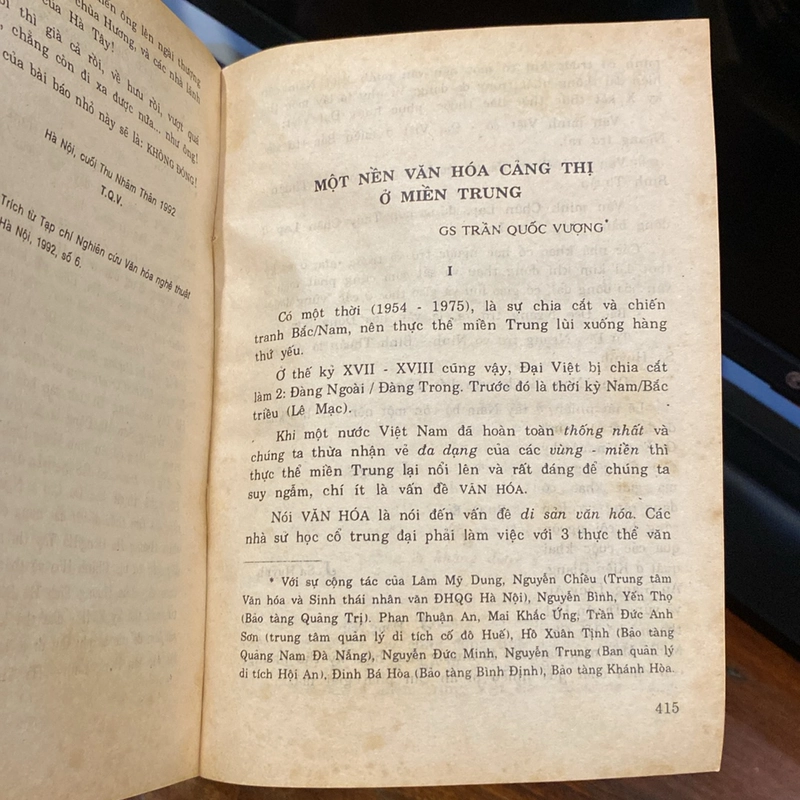 ông lên ngài thượng
chùa Hương, và các nhà lãnh
của Hà Tây!
thì già cả rồi, về hưu rồi, vượt quá
chẳng còn đi xa được nữa... như ông!
của bài báo nhỏ này sẽ là: KHÔNG ĐÓNG!
Hà Nội, cuối Thu Nhâm Thân 1992
T.Q.V.
Trích từ Tạp chí Nghiên cứu Văn hóa nghệ thuật
Hà Nội, 1992, số 6.
MỘT NỀN VĂN HÓA CẢNG THỊ
Ở MIỀN TRUNG
GS TRẦN QUỐC VƯỢNG*
I
Có một thời (1954 - 1975), là sự chia cắt và chiến
tranh Bắc/Nam, nên thực thể miền Trung lùi xuống hàng
thứ yếu.
Ở thế kỷ XVII - XVIII cũng vậy, Đại Việt bị chia cắt
làm 2: Đàng Ngoài / Đàng Trong. Trước đó là thời kỳ Nam/Bắc
triều (Lê Mạc).
Khi một nước Việt Nam đã hoàn toàn thống nhất và
chúng ta thừa nhận vẻ đa dạng của các vùng - miền thì
thực thể miền Trung lại nổi lên và rất đáng để chúng ta
suy ngẫm, chí ít là vấn đề VĂN HÓA.
Nói VĂN HÓA là nói đến vấn đề di sản văn hóa. Các
nhà sử học cổ trung đại phải làm việc với 3 thực thể văn
* Với sự cộng tác của Lâm Mỹ Dung, Nguyễn Chiều (Trung tâm
Văn hóa và Sinh thái nhân văn ĐHQG Hà Nội), Nguyễn Bình, Yến Thọ
(Bảo tàng Quảng Trị). Phan Thuận An, Mai Khắc Ứng, Trần Đức Anh
Sơn (trung tâm quản lý di tích cố đô Huế), Hồ Xuân Tịnh (Bảo tàng
Quảng Nam Đà Nẵng), Nguyễn Đức Minh, Nguyễn Trung (Ban quản lý
di tích Hội An), Đinh Bá Hòa (Bảo tàng Bình Định), Bảo tàng Khánh Hòa.
415